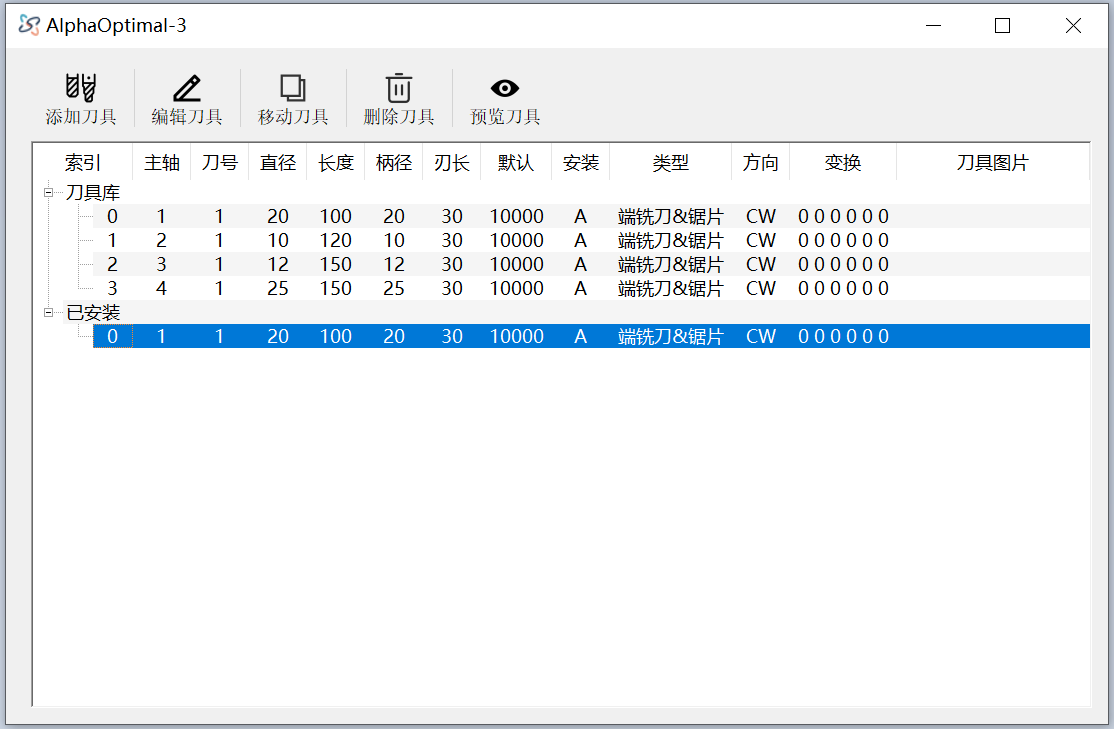 AlphaOptimal-3
添加刀具 编辑刀具 移动刀具 删除刀具 预览刀具
索引 主轴 刀号 直径 长度 柄径 刃长 默认 安装 类型 方向 变换 刀具图片
刀具库
0 1 1 20 100 20 30 10000 A 端铣刀&锯片 CW 0 0 0 0 0 0
1 2 1 10 120 10 30 10000 A 端铣刀&锯片 CW 0 0 0 0 0 0
2 3 1 12 150 12 30 10000 A 端铣刀&锯片 CW 0 0 0 0 0 0
3 4 1 25 150 25 30 10000 A 端铣刀&锯片 CW 0 0 0 0 0 0
已安装
0 1 1 20 100 20 30 10000 A 端铣刀&锯片 CW 0 0 0 0 0 0